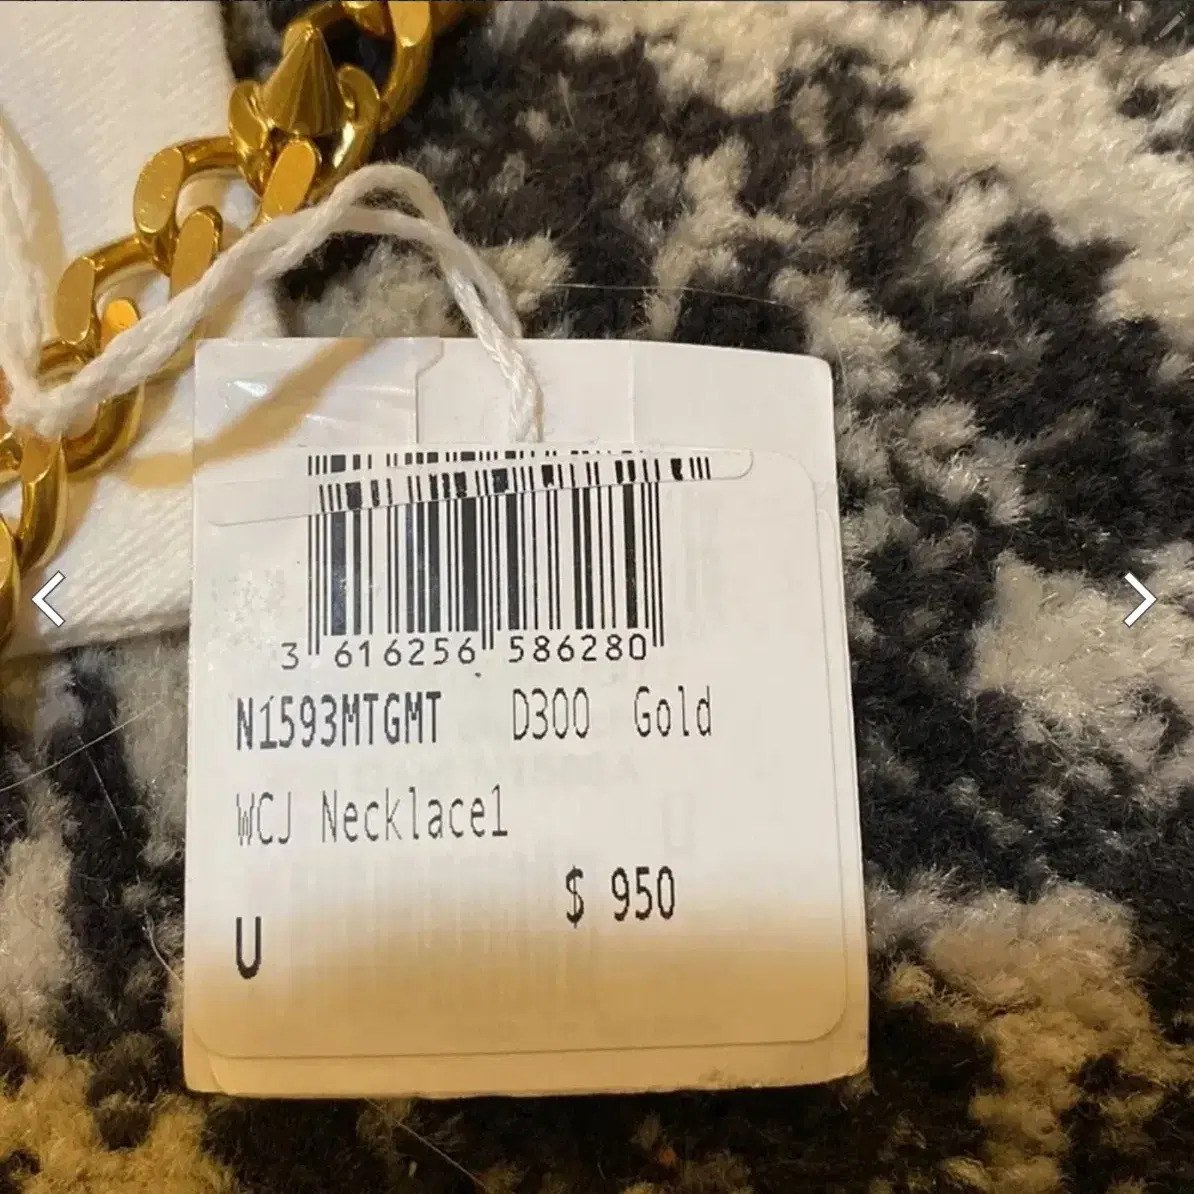 3 616256 586280
N1593MTGMT D300 Gold
WCJ Necklace1
$ 950
U